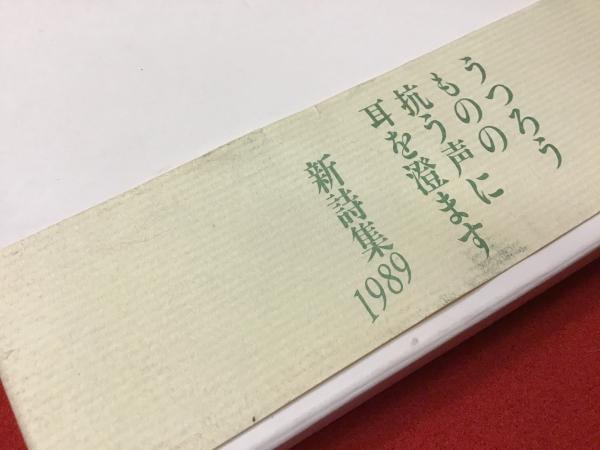 うつろう
ものの
抗う声に
耳を澄ます
新詩集1989